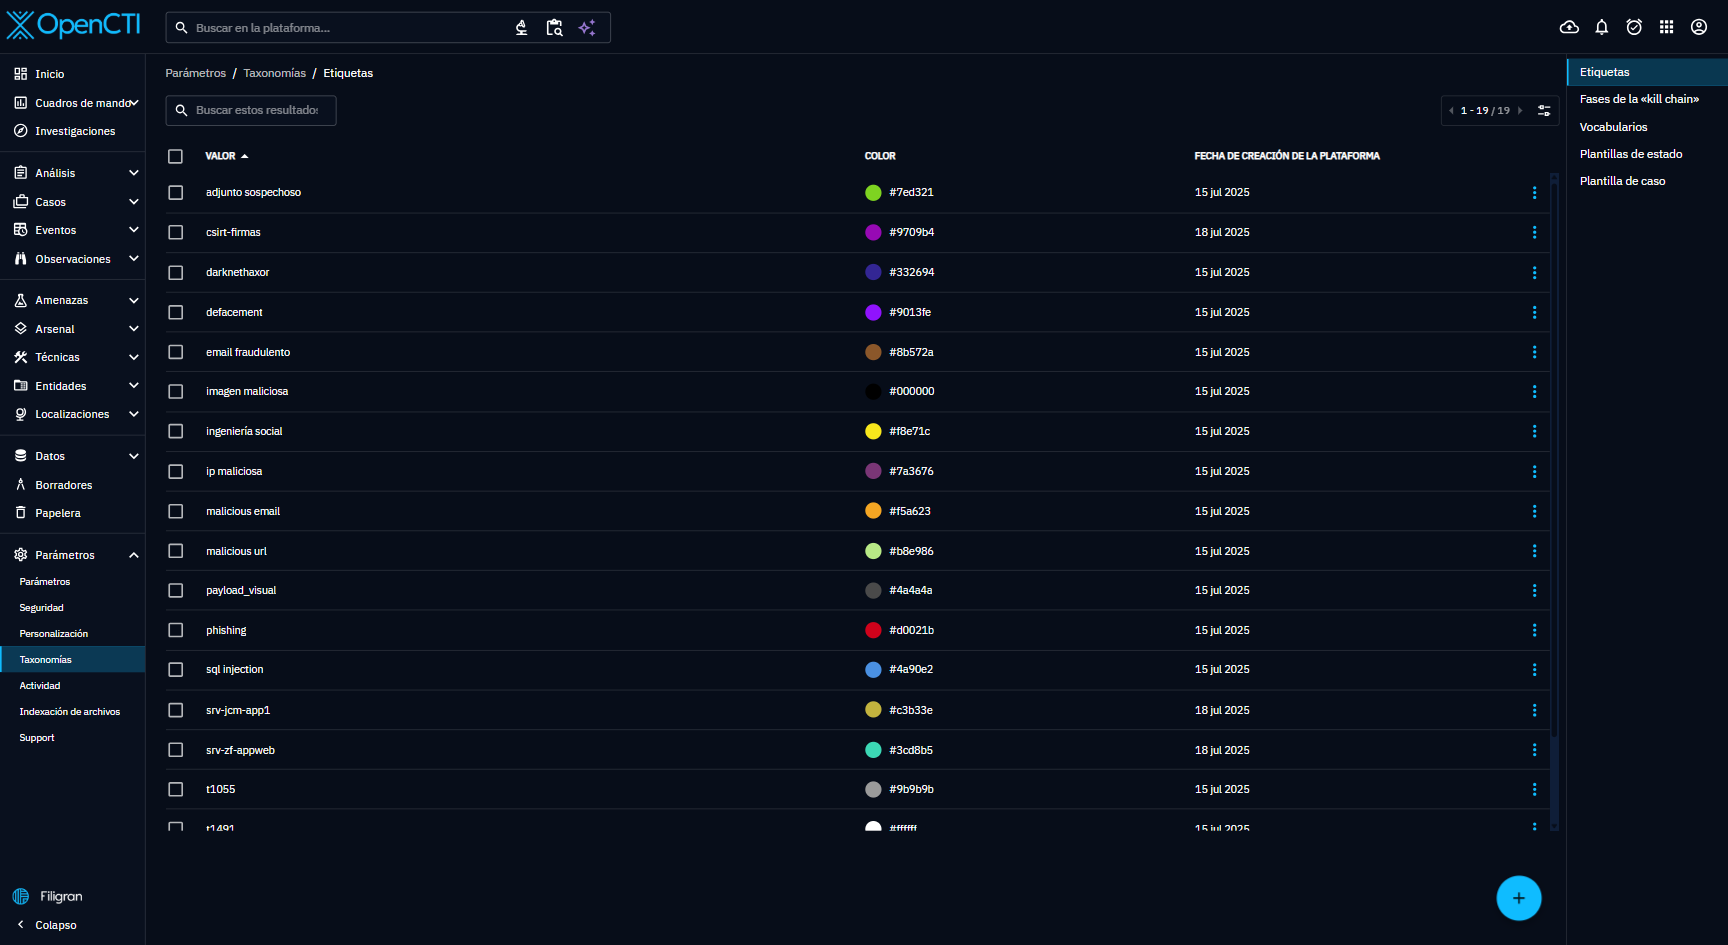 OpenCTI
Buscar en la plataforma...
Inicio
Cuadros de mando
Investigaciones
Análisis
Casos
Eventos
Observaciones
Amenazas
Arsenal
Técnicas
Entidades
Localizaciones
Datos
Borradores
Papelera
Parámetros
Parámetros
Seguridad
Personalización
Taxonomías
Actividad
Indexación de archivos
Support
Filigran
Colapso
Parámetros / Taxonomías / Etiquetas
Buscar estos resultados
1 - 19 / 19
VALOR COLOR FECHA DE CREACIÓN DE LA PLATAFORMA
adjunto sospechoso #7ed321 15 jul 2025
csirt-firmas #9709b4 18 jul 2025
darknethaxor #332694 15 jul 2025
defacement #9013fe 15 jul 2025
email fraudulento #8b572a 15 jul 2025
imagen maliciosa #000000 15 jul 2025
ingeniería social #f8e71c 15 jul 2025
ip maliciosa #7a3676 15 jul 2025
malicious email #f5a623 15 jul 2025
malicious url #b8e986 15 jul 2025
payload_visual #4a4a4a 15 jul 2025
phishing #d0021b 15 jul 2025
sql injection #4a90e2 15 jul 2025
srv-jcm-app1 #c3b33e 18 jul 2025
srv-zf-appweb #3cd8b5 18 jul 2025
t1055 #9b9b9b 15 jul 2025
t1491 #ffffff 15 jul 2025
Etiquetas
Fases de la «kill chain»
Vocabularios
Plantillas de estado
Plantilla de caso